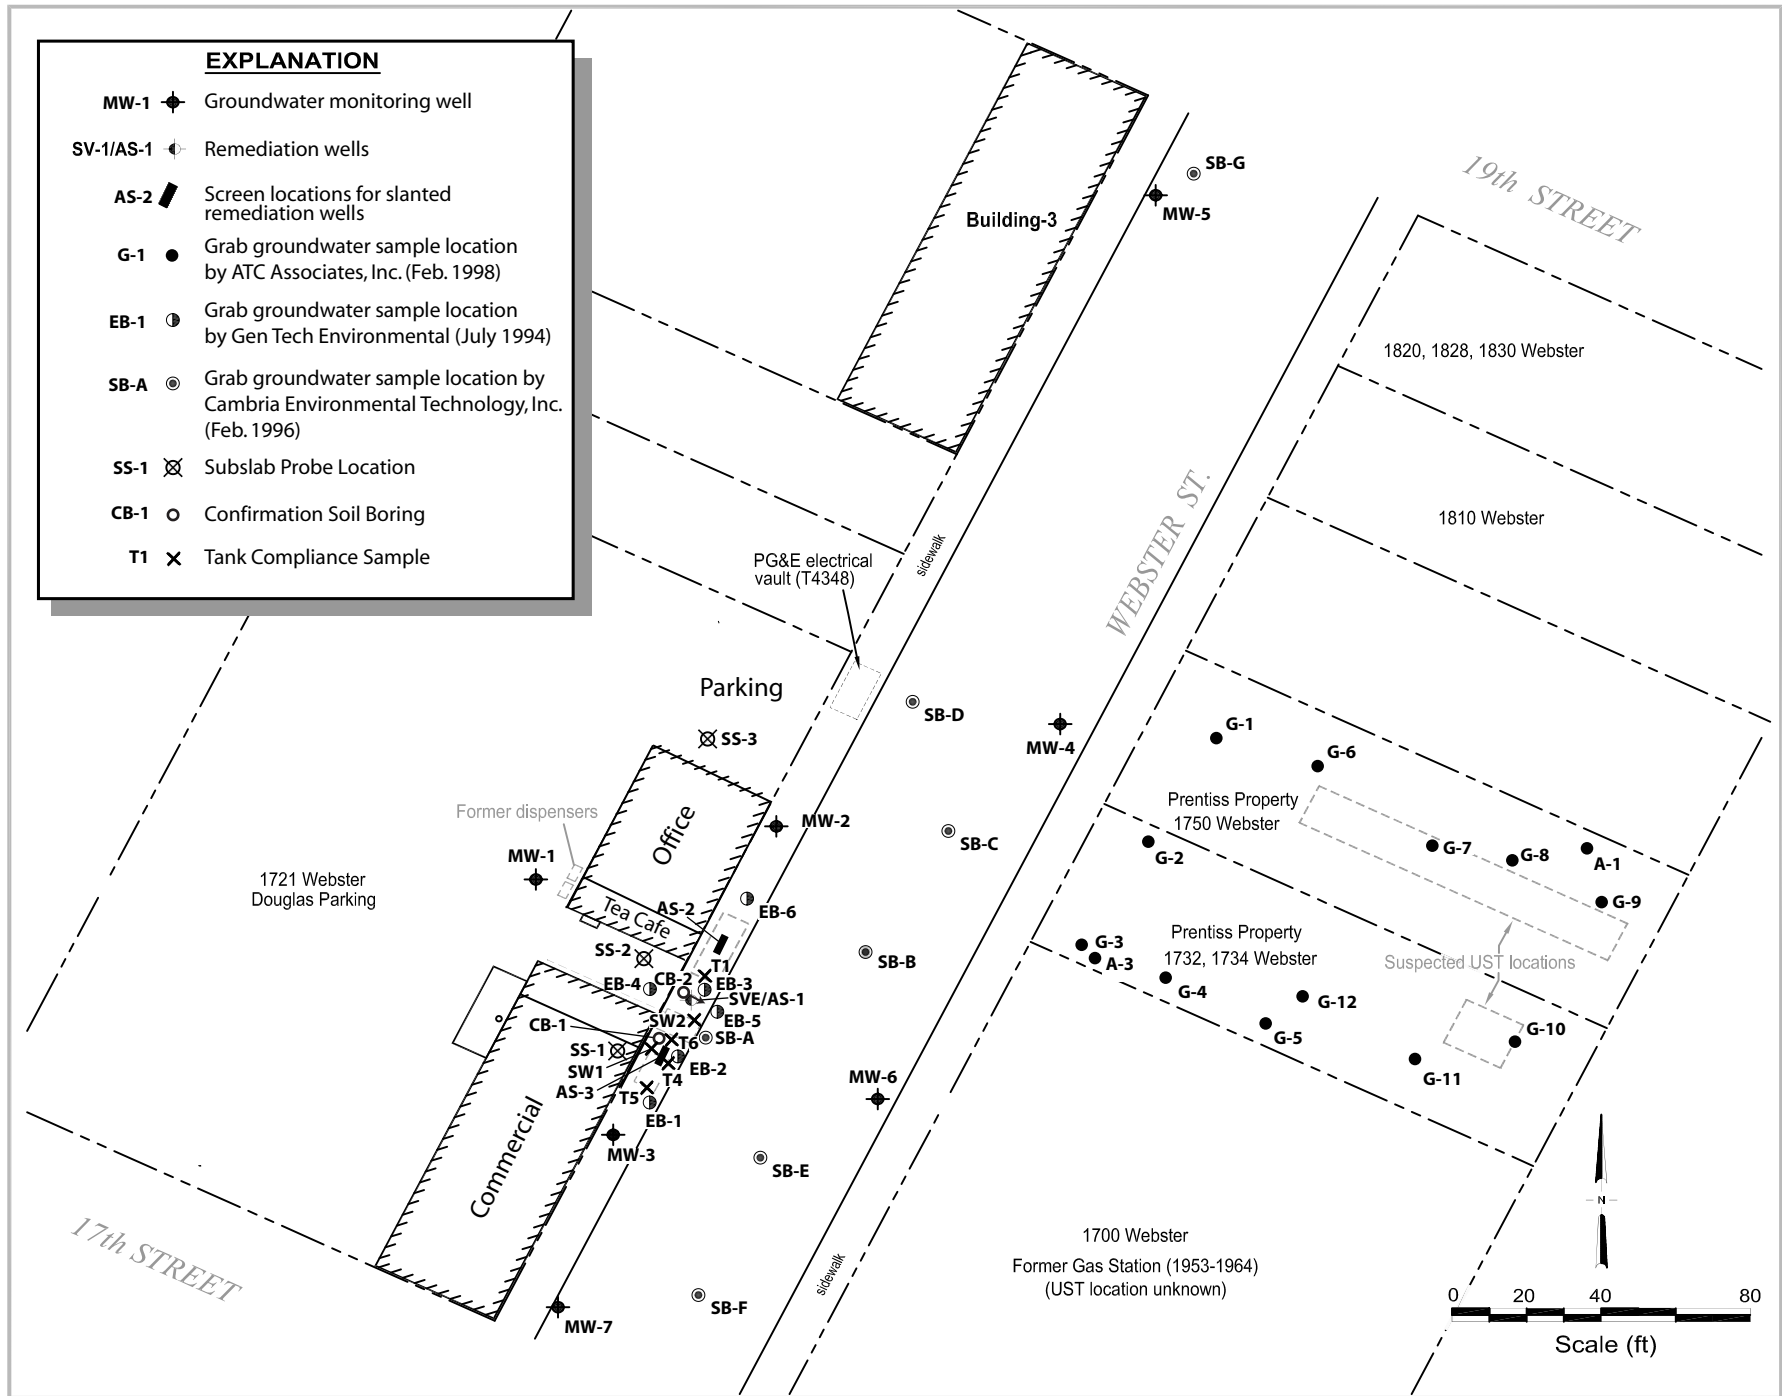 EXPLANATION
MW-1 Groundwater monitoring well
SV-1/AS-1 Remediation wells
AS-2 Screen locations for slanted
remediation wells
G-1 Grab groundwater sample location
by ATC Associates, Inc. (Feb. 1998)
EB-1 Grab groundwater sample location
by Gen Tech Environmental (July 1994)
SB-A Grab groundwater sample location by
Cambria Environmental Technology, Inc.
(Feb. 1996)
SS-1 Subslab Probe Location
CB-1 Confirmation Soil Boring
T1 Tank Compliance Sample
SB-G
MW-5
Building-3
19th STREET
1820, 1828, 1830 Webster
1810 Webster
WEBSTER ST.
sidewalk
PG&E electrical
vault (T4348)
Parking
SS-3
SB-D
MW-4
G-1
G-6
Prentiss Property
1750 Webster
G-7
G-8
A-1
G-9
G-2
Former dispensers
Office
MW-2
MW-1
SB-C
1721 Webster
Douglas Parking
Tea Cafe
AS-2
EB-6
SS-2
T1
EB-4
CB-2
EB-3
SVE/AS-1
SB-B
G-3
A-3
Prentiss Property
1732, 1734 Webster
Suspected UST locations
G-4
G-12
G-5
G-10
G-11
CB-1
SW2
EB-5
SB-A
T6
SS-1
SW1
EB-2
AS-3
T4
T5
EB-1
MW-3
MW-6
SB-E
Commercial
17th STREET
MW-7
SB-F
sidewalk
1700 Webster
Former Gas Station (1953-1964)
(UST location unknown)
N
0 20 40 80
Scale (ft)